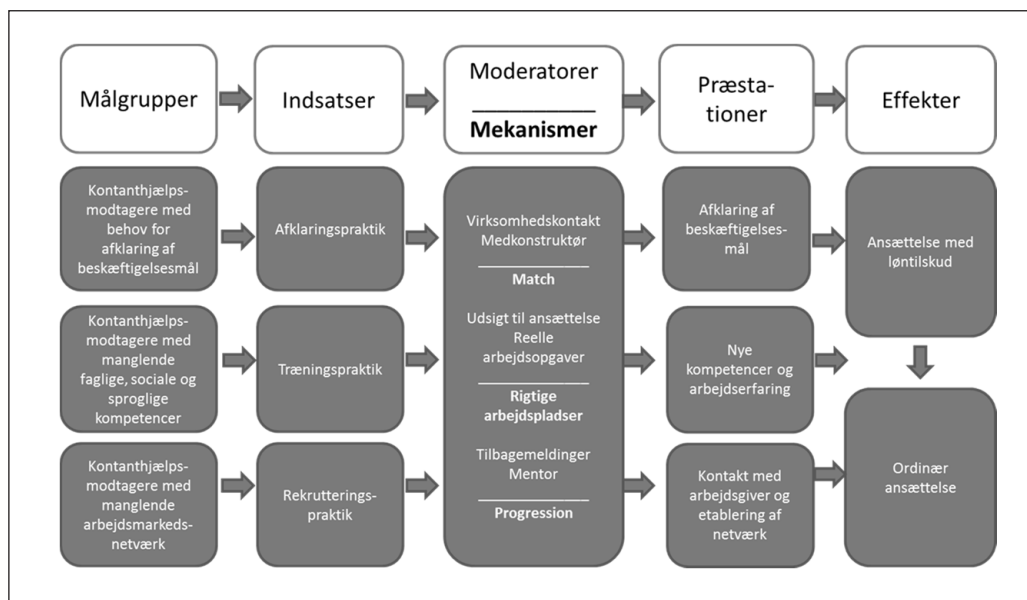 Målgrupper
Indsatser
Moderatorer
Mekanismer
Præsta-
tioner
Effekter
Kontanthjælps-
modtagere med
behov for
afklaring af
beskæftigelsesmål
Afklaringspraktik
Virksomhedskontakt
Medkonstruktør
Match
Afklaring af
beskæftigelses-
mål
Ansættelse med
løntilskud
Kontanthjælps-
modtagere med
manglende
faglige, sociale og
sproglige
kompetencer
Træningspraktik
Udsigt til ansættelse
Reelle
arbejdsopgaver
Rigtige
arbejdspladser
Nye
kompetencer og
arbejdserfaring
Kontanthjælps-
modtagere med
manglende
arbejdsmarkeds-
netværk
Rekrutterings-
praktik
Tilbagemeldinger
Mentor
Progression
Kontakt med
arbejdsgiver og
etablering af
netværk
Ordinær
ansættelse